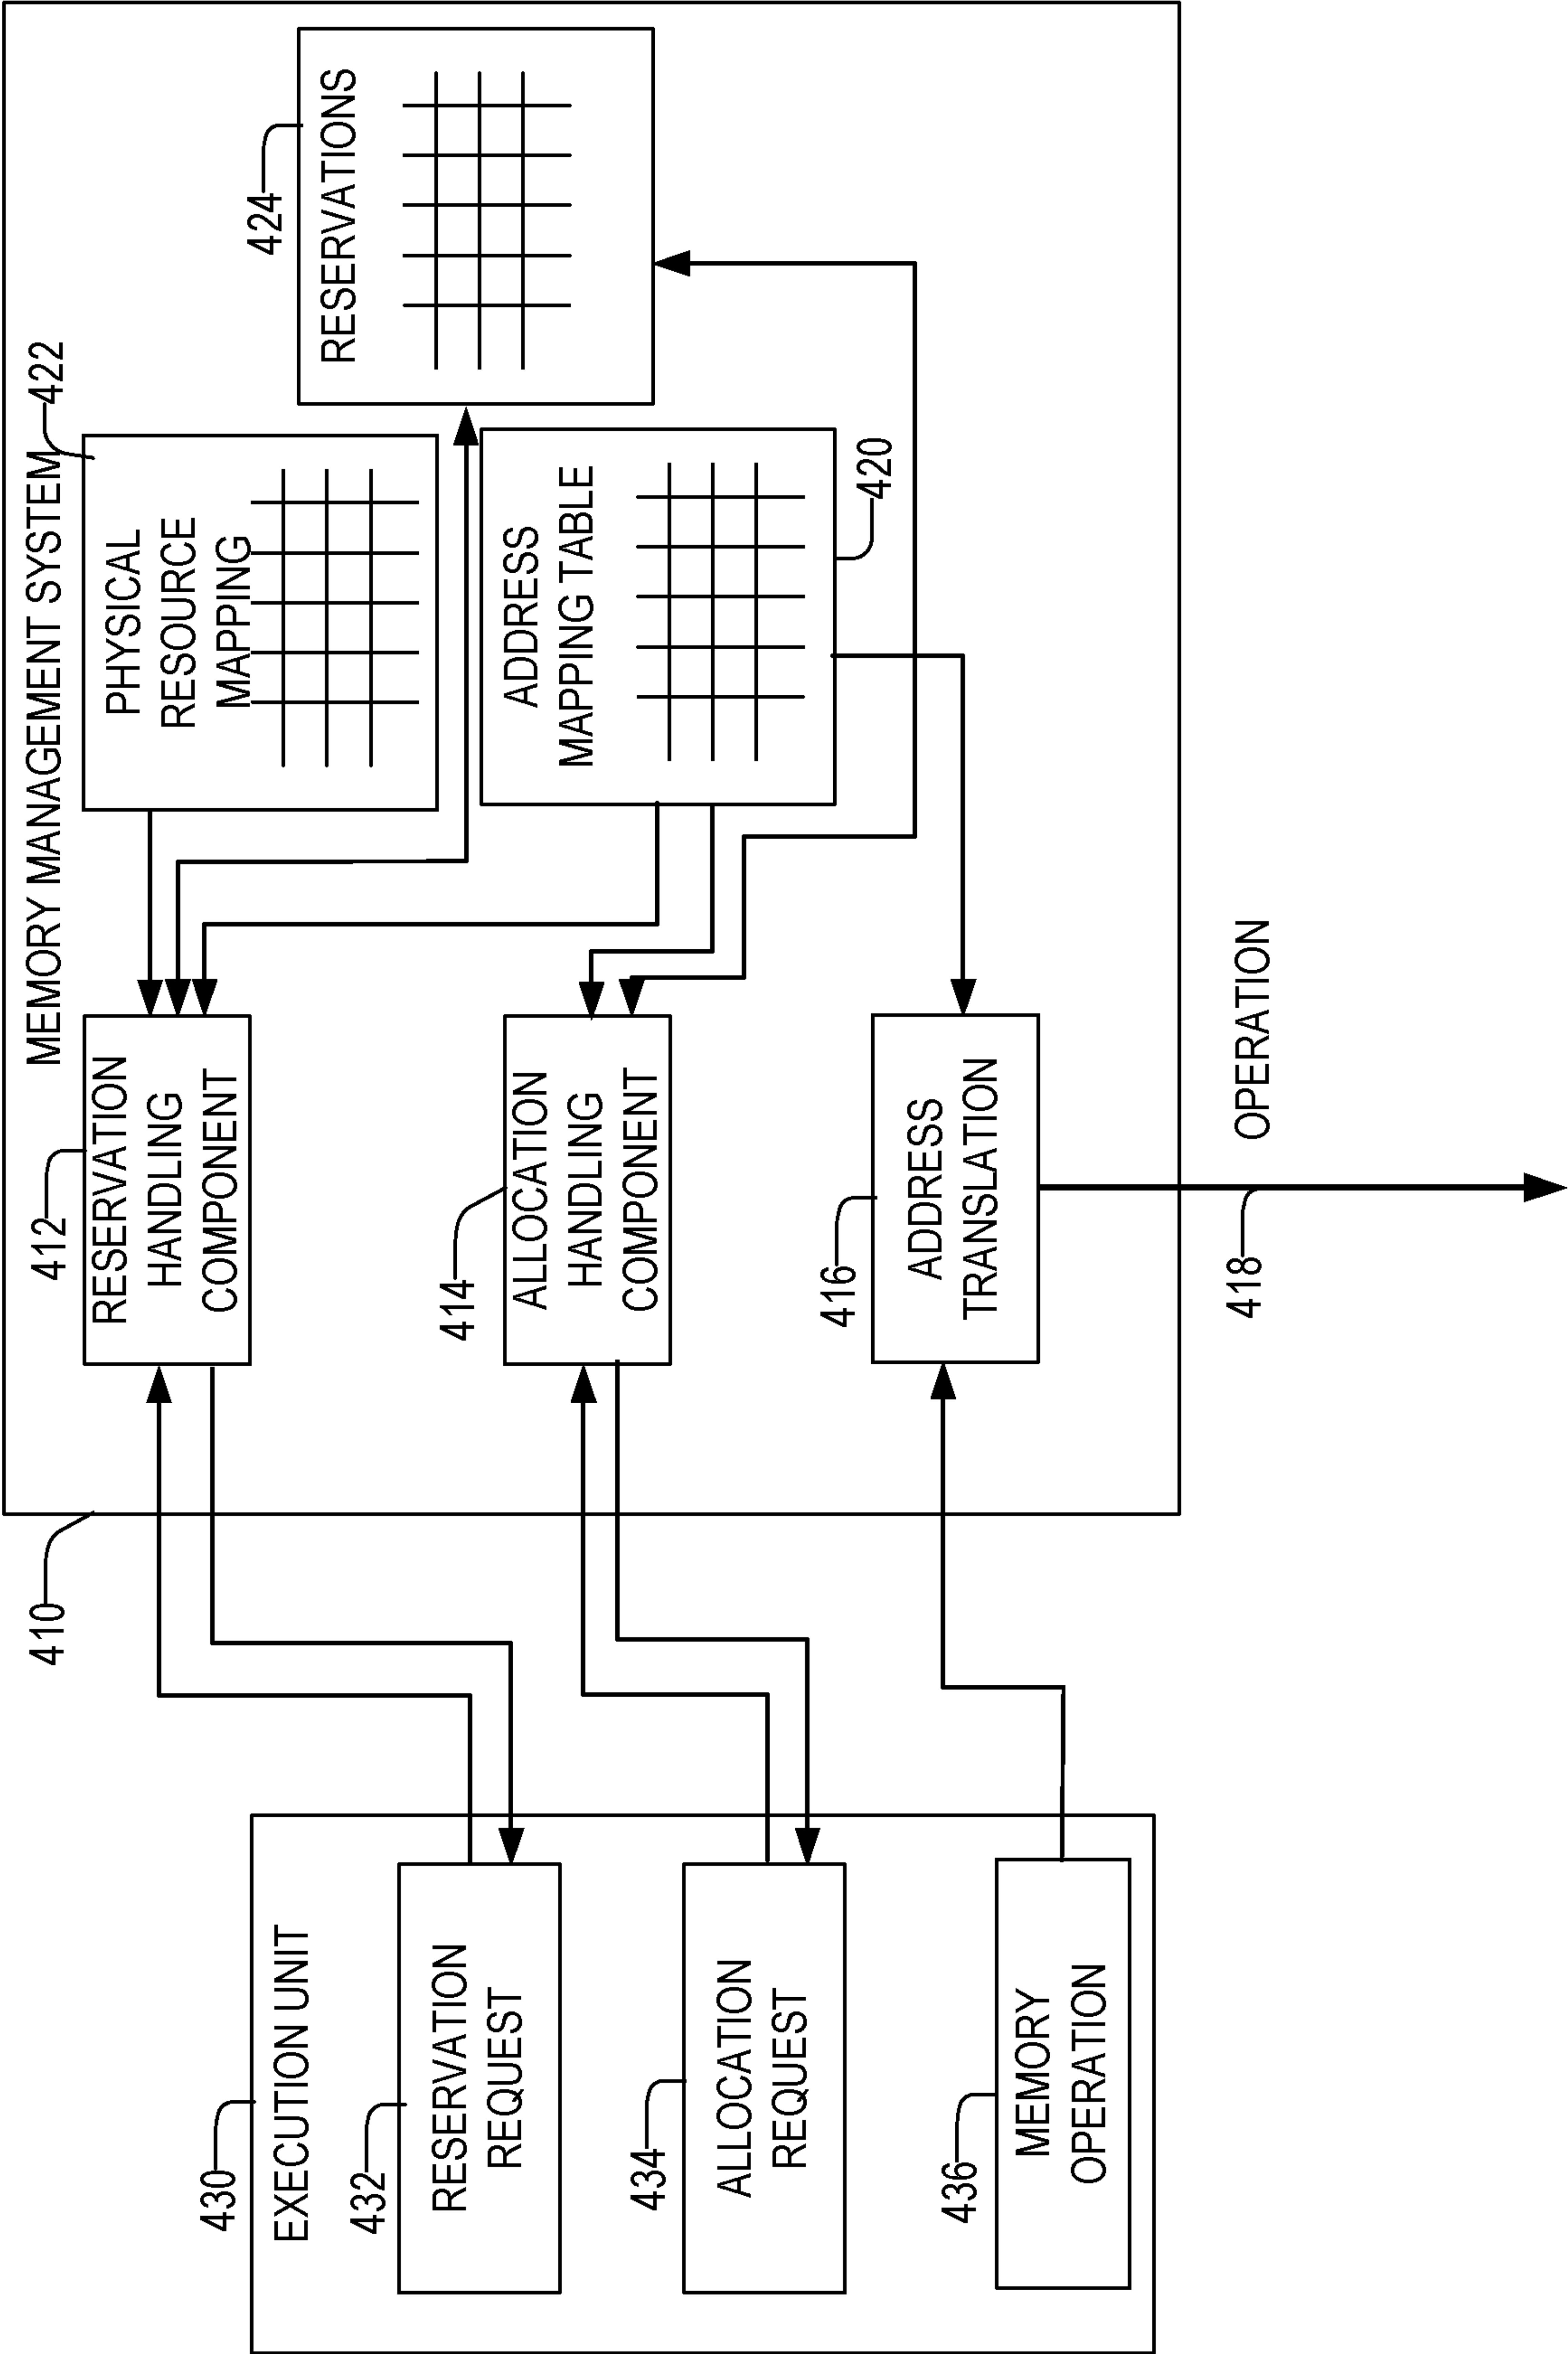 410
MEMORY MANAGEMENT SYSTEM
422
430
EXECUTION UNIT
432
RESERVATION
REQUEST
434
ALLOCATION
REQUEST
436
MEMORY
OPERATION
412
RESERVATION
HANDLING
COMPONENT
414
ALLOCATION
HANDLING
COMPONENT
416
ADDRESS
TRANSLATION
PHYSICAL
RESOURCE
MAPPING
ADDRESS
MAPPING TABLE
420
424
RESERVATIONS
418
OPERATION